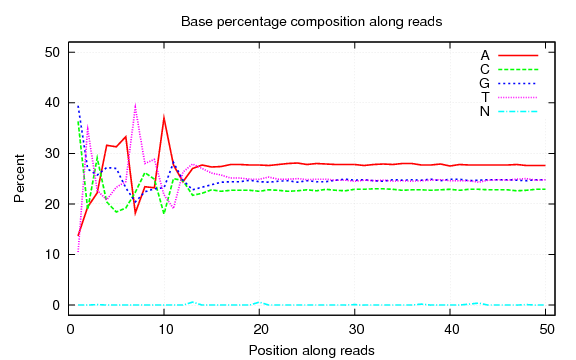 Base percentage composition along reads
50
40
30
20
10
0
Percent
A
C
G
T
N
0 10 20 30 40 50
Position along reads